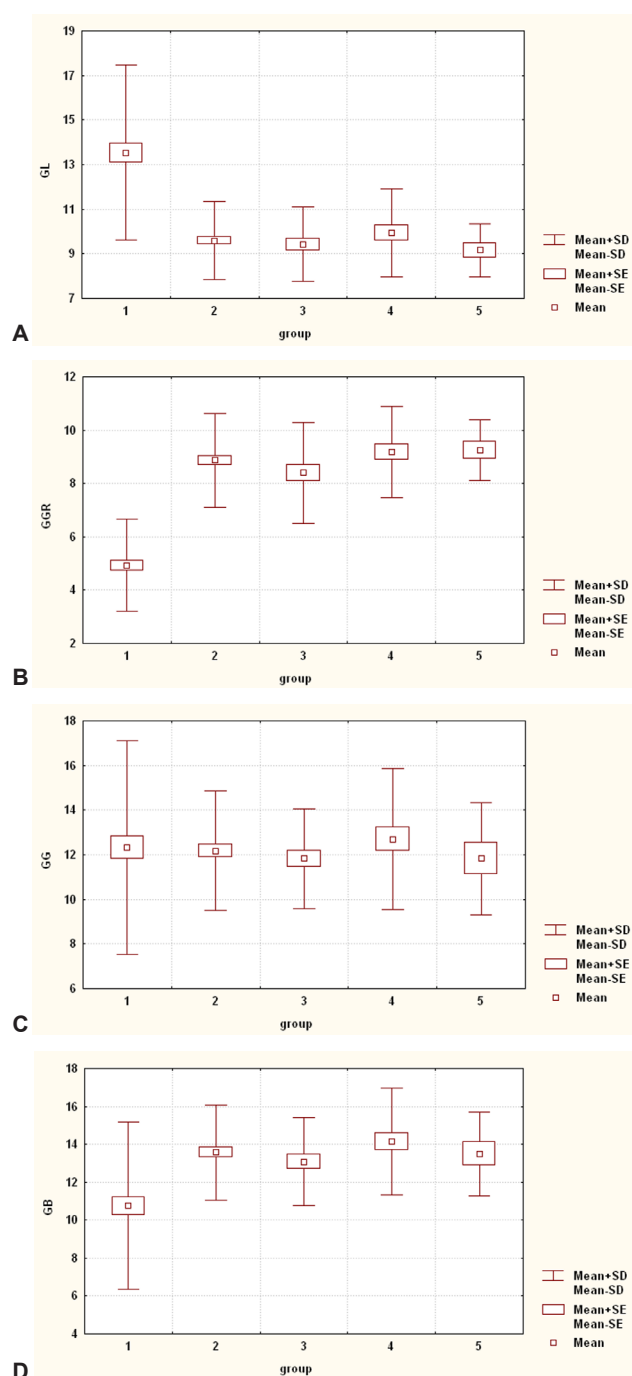 19
17
15
13
11
9
7
GL
1 2 3 4 5
group
Mean+SD
Mean-SD
Mean+SE
Mean-SE
Mean
A
12
10
8
6
4
2
GGR
1 2 3 4 5
group
Mean+SD
Mean-SD
Mean+SE
Mean-SE
Mean
B
18
16
14
12
10
8
6
GG
1 2 3 4 5
group
Mean+SD
Mean-SD
Mean+SE
Mean-SE
Mean
C
18
16
14
12
10
8
6
4
GB
1 2 3 4 5
group
Mean+SD
Mean-SD
Mean+SE
Mean-SE
Mean
D